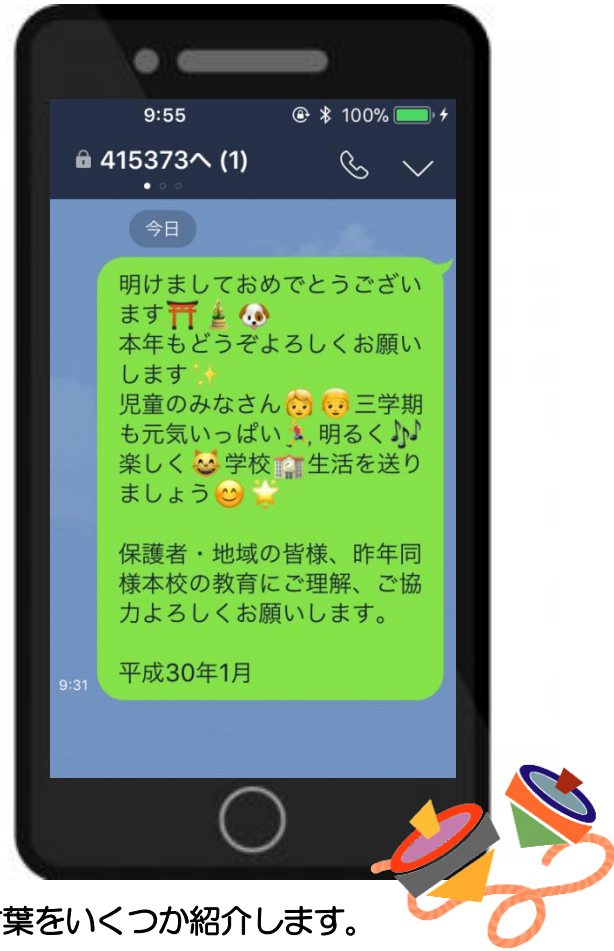 9:55 100%
415373へ (1)
今日
明けましておめでとうござい
ます⛩️🎍🐶
本年もどうぞよろしくお願い
します✨
児童のみなさん👩👨三学期
も元気いっぱい🏃‍♀️,明るく🎶
楽しく😸学校🏫生活を送り
ましょう😊🌟
保護者・地域の皆様、昨年同
様本校の教育にご理解、ご協
力よろしくお願いします。
平成30年1月
9:31
葉をいくつか紹介します。